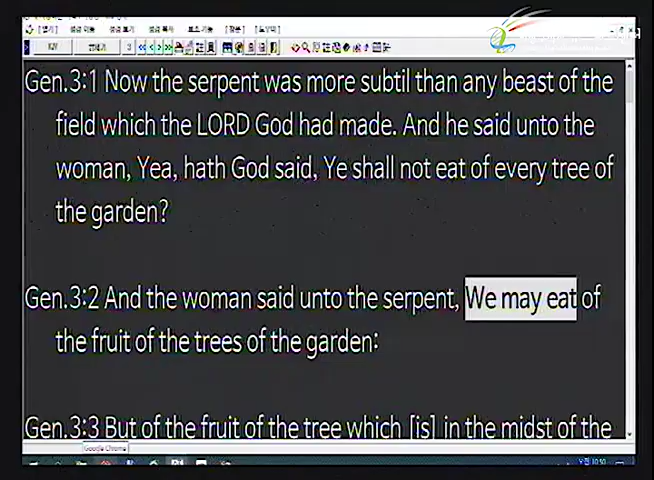 KJV
3
Gen.3:1 Now the serpent was more subtil than any beast of the
field which the LORD God had made. And he said unto the
woman, Yea, hath God said, Ye shall not eat of every tree of
the garden?
Gen.3:2 And the woman said unto the serpent, We may eat of
the fruit of the trees of the garden:
Gen.3:3 But of the fruit of the tree which [is] in the midst of the
Google Chrome